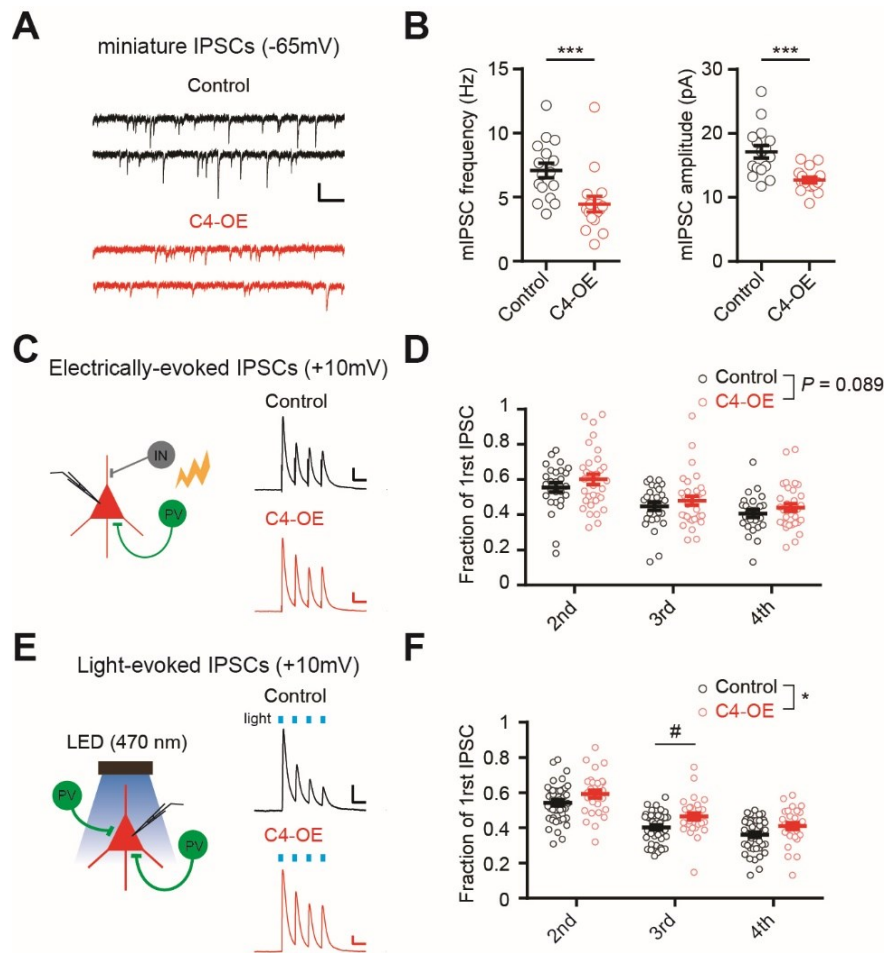 A
miniature IPSCs (-65mV)
Control
C4-OE
B
***
mIPSC frequency (Hz)
15
10
5
0
Control
C4-OE
***
mIPSC amplitude (pA)
30
20
10
0
Control
C4-OE
C
Electrically-evoked IPSCs (+10mV)
IN
PV
Control
C4-OE
D
Control
C4-OE
P = 0.089
Fraction of 1rst IPSC
1
0.8
0.6
0.4
0.2
0
2nd
3rd
4th
E
Light-evoked IPSCs (+10mV)
LED (470 nm)
PV
PV
Control
light
C4-OE
F
Control
C4-OE
*
#
Fraction of 1rst IPSC
1
0.8
0.6
0.4
0.2
0
2nd
3rd
4th